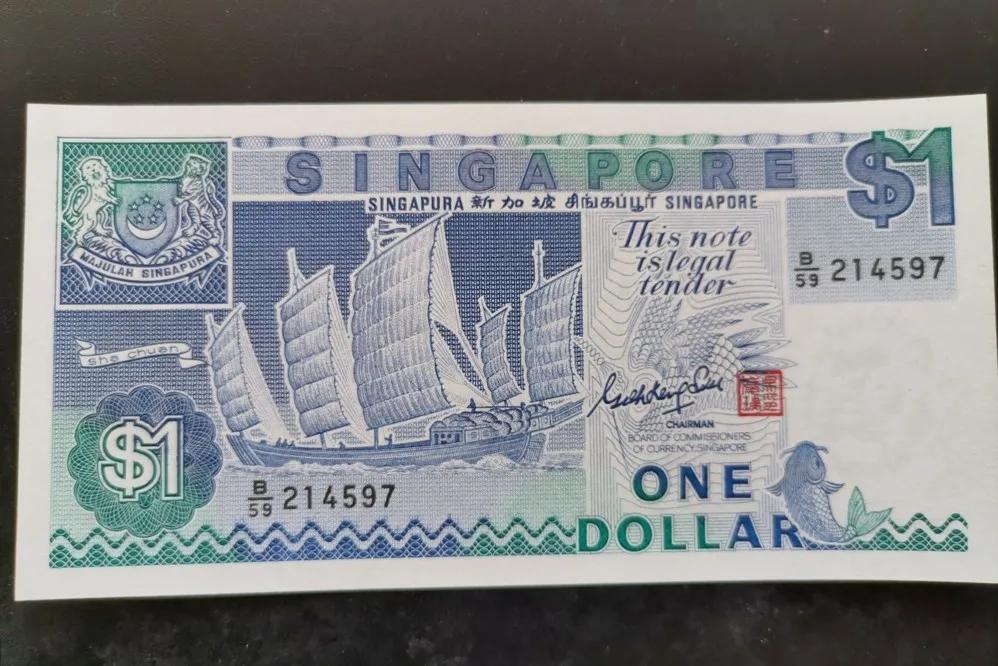 SINGAPORE
$1
SINGAPURA 新加坡 சிங்கப்பூர் SINGAPORE
MAJULAH SINGAPURA
This note
is legal
tender
B/59 214597
sha chuan
CHAIRMAN
BOARD OF COMMISSIONERS
OF CURRENCY, SINGAPORE
$1
B/59 214597
ONE
DOLLAR